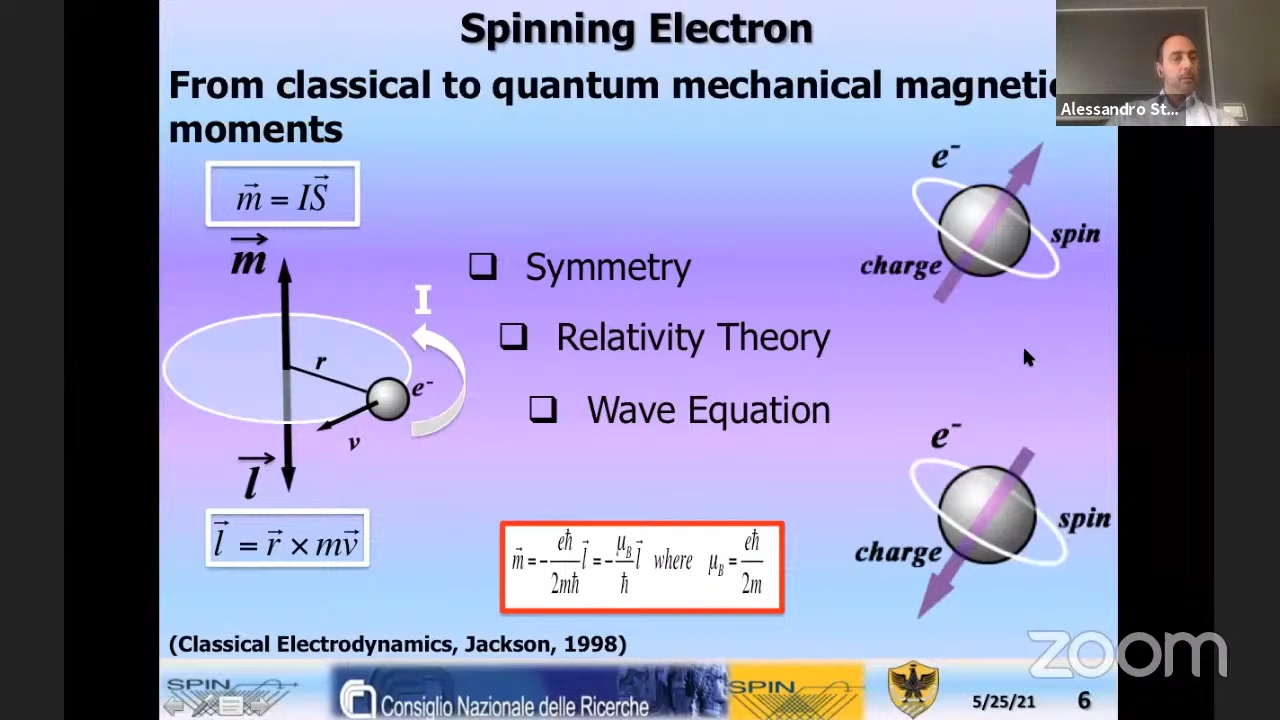 Spinning Electron
From classical to quantum mechanical magnetic
moments
Alessandro St...
m⃗ = IS⃗
m⃗
I
r
e⁻
v
l⃗
l⃗ = r⃗ × mv⃗
❑ Symmetry
❑ Relativity Theory
❑ Wave Equation
e⁻
spin
charge
e⁻
spin
charge
m⃗ = -eħ/2mħ l⃗ = -μB/ħ l⃗ where μB = eħ/2m
(Classical Electrodynamics, Jackson, 1998)
zoom
SPIN
Consiglio Nazionale delle Ricerche
SPIN
5/25/21
6